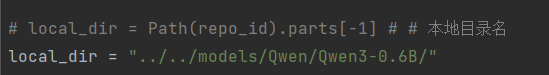 # local_dir = Path(repo_id).parts[-1] # # 本地目录名
local_dir = "../../models/Qwen/Qwen3-0.6B/"